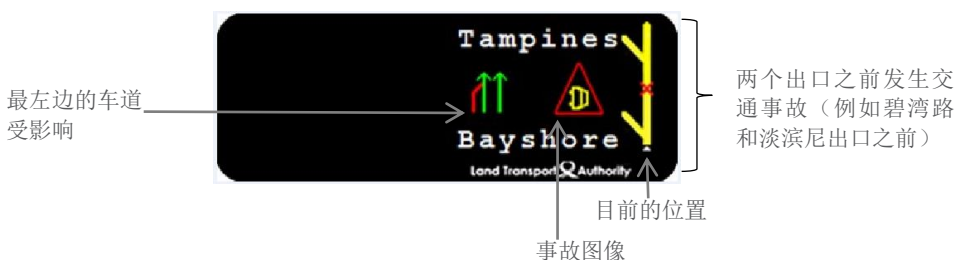 Tampines
最左边的车道
受影响
两个出口之前发生交
通事故（例如碧湾路
和淡滨尼出口之前）
Bayshore
Land Transport Authority
目前的位置
事故图像